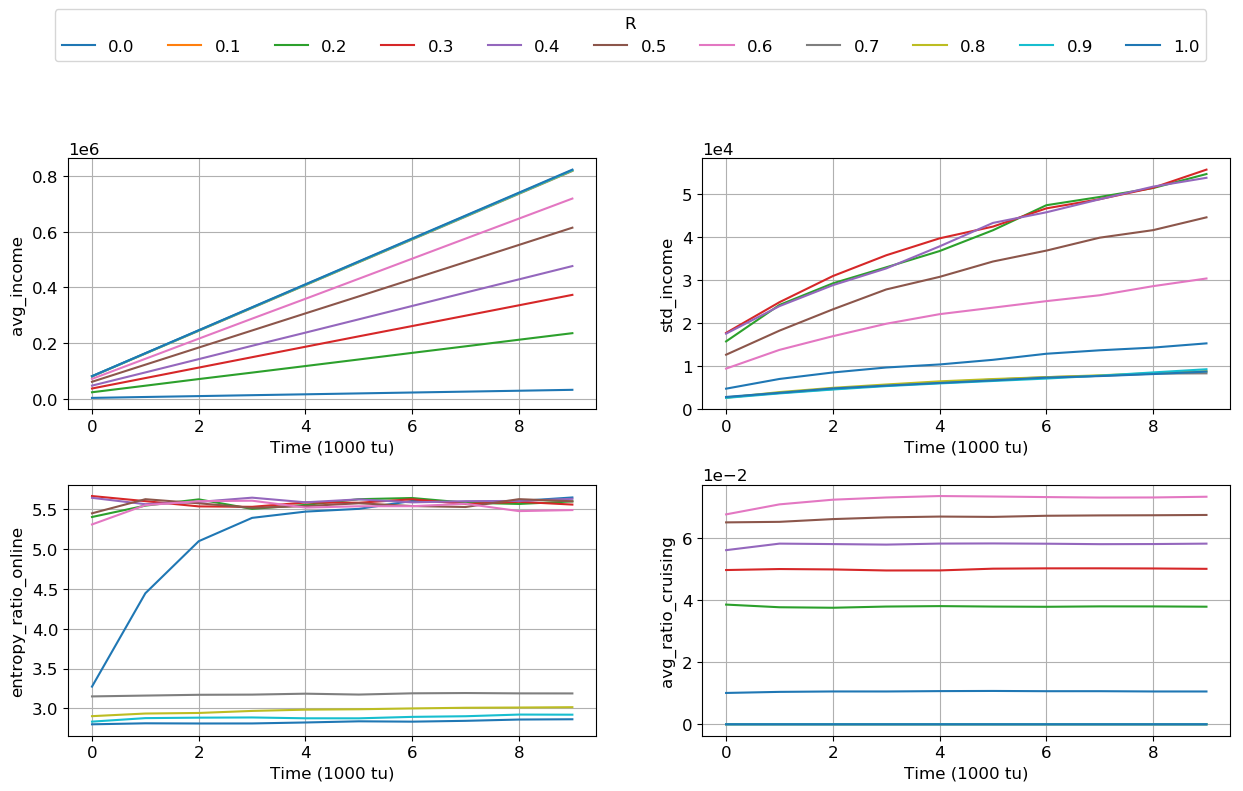 R
0.0 0.1 0.2 0.3 0.4 0.5 0.6 0.7 0.8 0.9 1.0
1e6
avg_income
0.8
0.6
0.4
0.2
0.0
0 2 4 6 8
Time (1000 tu)
1e4
std_income
5
4
3
2
1
0
0 2 4 6 8
Time (1000 tu)
entropy_ratio_online
5.5
5.0
4.5
4.0
3.5
3.0
0 2 4 6 8
Time (1000 tu)
1e−2
avg_ratio_cruising
6
4
2
0
0 2 4 6 8
Time (1000 tu)